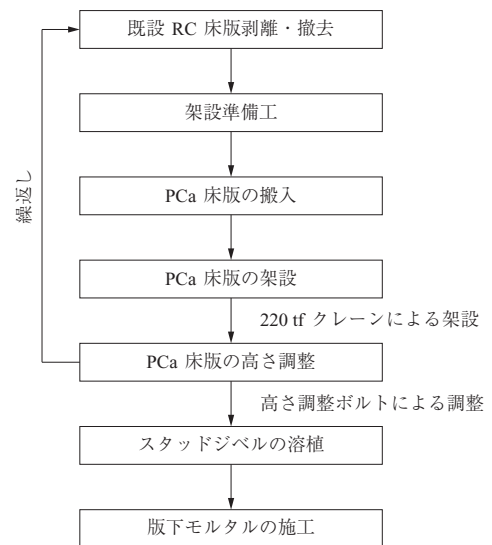 既設 RC 床版剥離・撤去
架設準備工
繰返し
PCa 床版の搬入
PCa 床版の架設
220 tf クレーンによる架設
PCa 床版の高さ調整
高さ調整ボルトによる調整
スタッドジベルの溶植
版下モルタルの施工